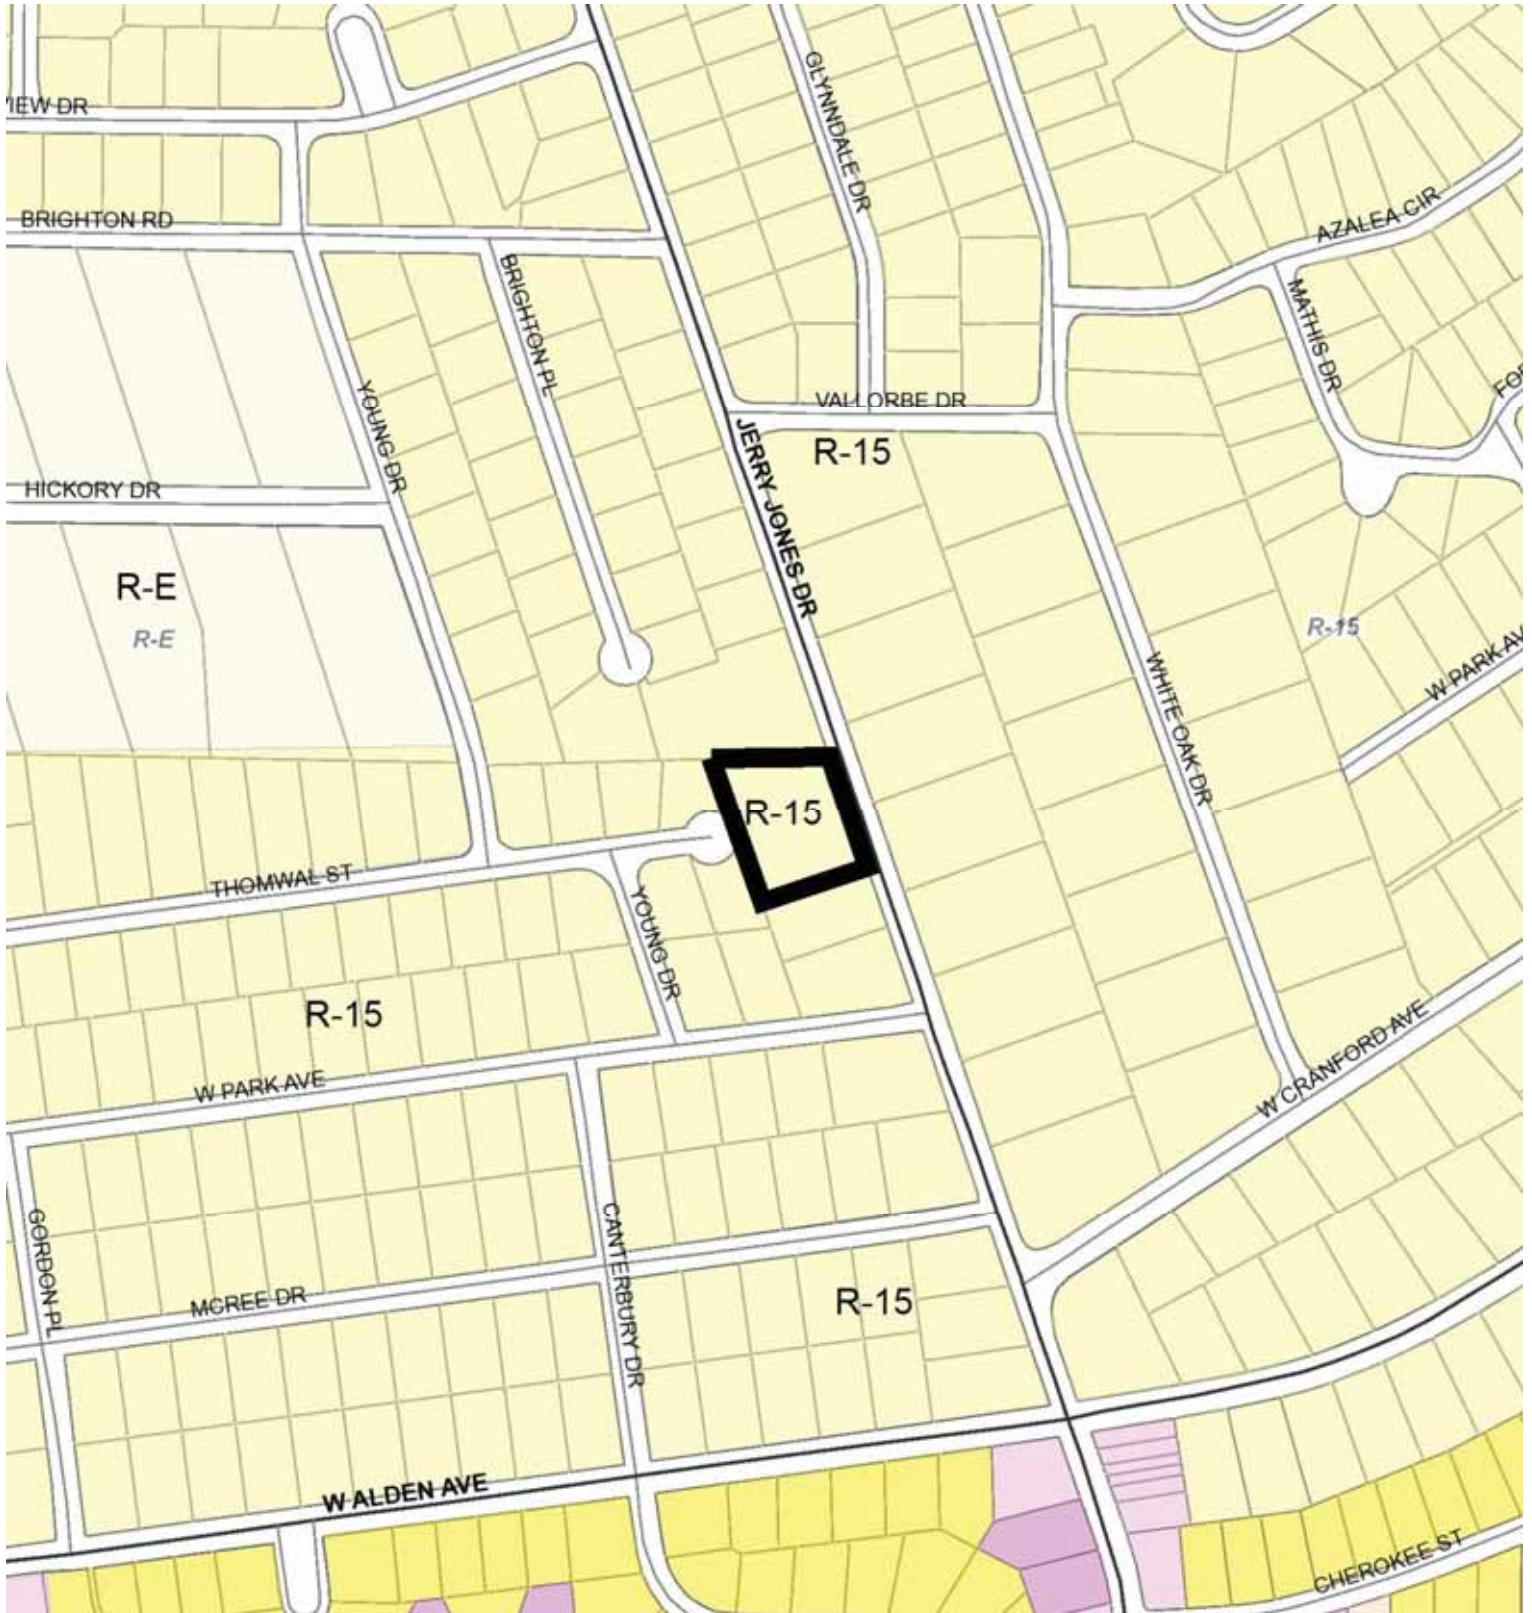 GLYNNDALE DR
IEW DR
BRIGHTON RD
AZALEA CIR
BRIGHTON PL
MATHIS DR
YOUNG DR
VALLORBE DR
JERRY JONES DR
R-15
HICKORY DR
R-E
R-E
R-15
W PARK AV
WHITE OAK DR
R-15
THOMWAL ST
YOUNG DR
R-15
W PARK AVE
W CRANFORD AVE
GORDON PL
CANTERBURY DR
MCREE DR
R-15
W ALDEN AVE
CHEROKEE ST